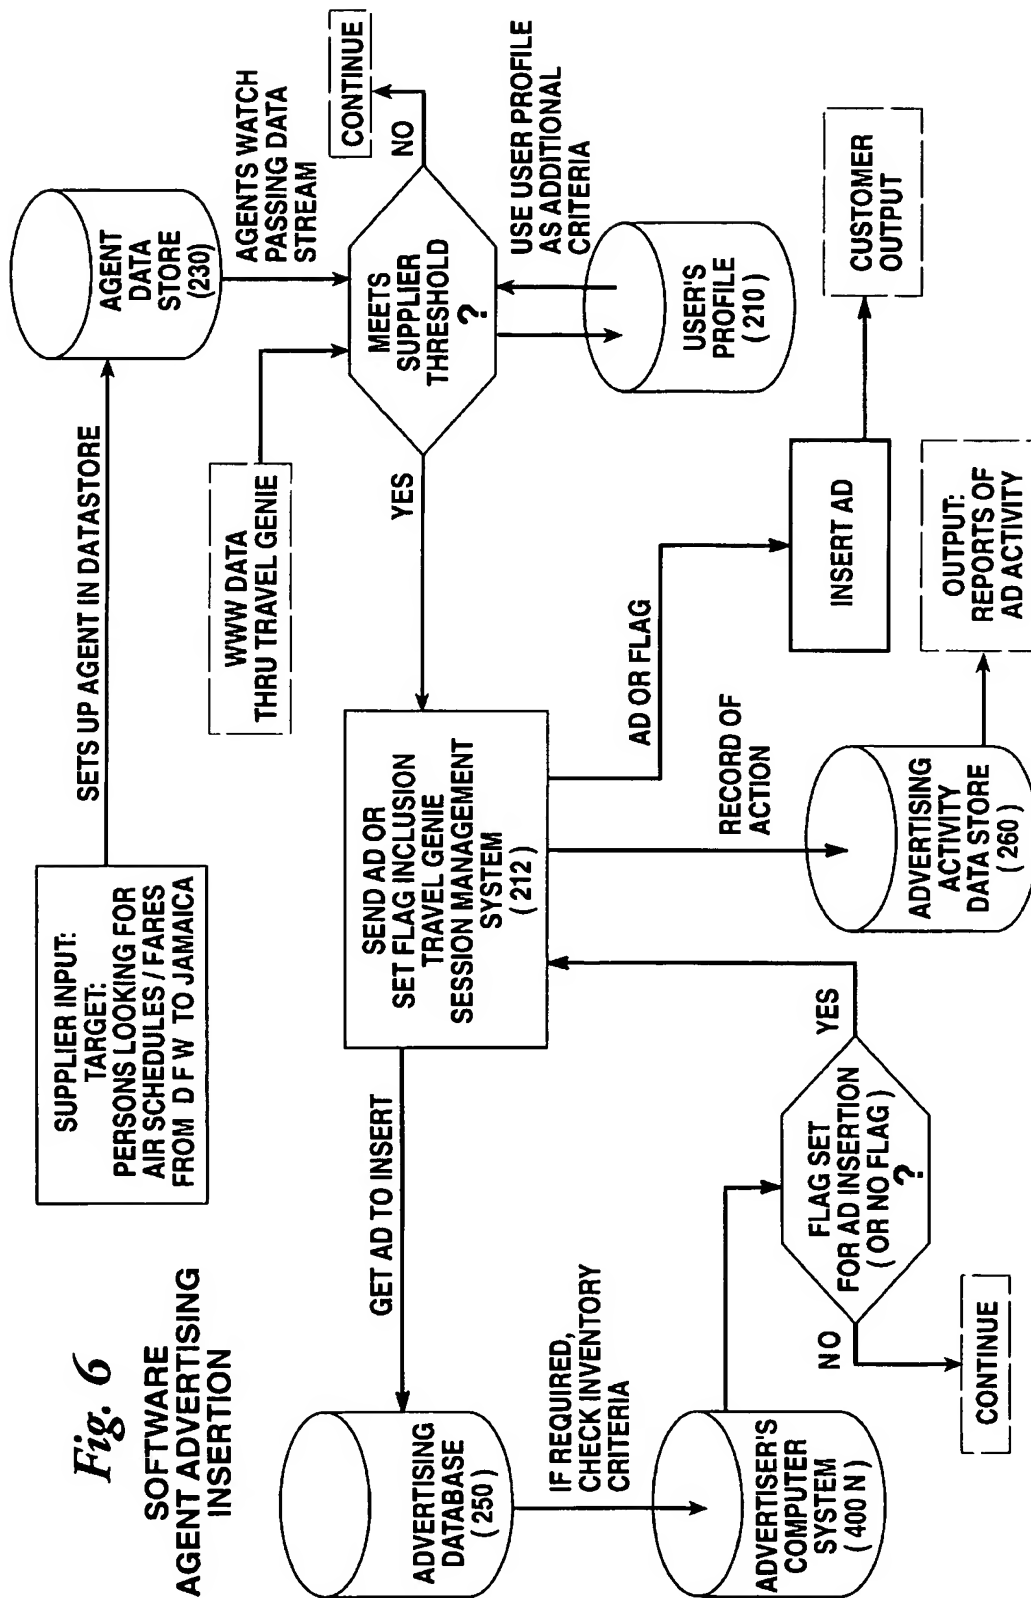 Fig. 6
SOFTWARE
AGENT ADVERTISING
INSERTION
SUPPLIER INPUT:
TARGET:
PERSONS LOOKING FOR
AIR SCHEDULES / FARES
FROM D F W TO JAMAICA
SETS UP AGENT IN DATASTORE
AGENT
DATA
STORE
(230)
AGENTS WATCH
PASSING DATA
STREAM
WWW DATA
THRU TRAVEL GENIE
MEETS
SUPPLIER
THRESHOLD
?
NO
CONTINUE
YES
USE USER PROFILE
AS ADDITIONAL
CRITERIA
USER'S
PROFILE
( 210 )
SEND AD OR
SET FLAG INCLUSION
TRAVEL GENIE
SESSION MANAGEMENT
SYSTEM
( 212 )
GET AD TO INSERT
ADVERTISING
DATABASE
( 250 )
IF REQUIRED,
CHECK INVENTORY
CRITERIA
ADVERTISER'S
COMPUTER
SYSTEM
( 400 N )
FLAG SET
FOR AD INSERTION
( OR NO FLAG )
?
NO
CONTINUE
YES
AD OR FLAG
INSERT AD
CUSTOMER
OUTPUT
RECORD OF
ACTION
ADVERTISING
ACTIVITY
DATA STORE
( 260 )
OUTPUT:
REPORTS OF
AD ACTIVITY